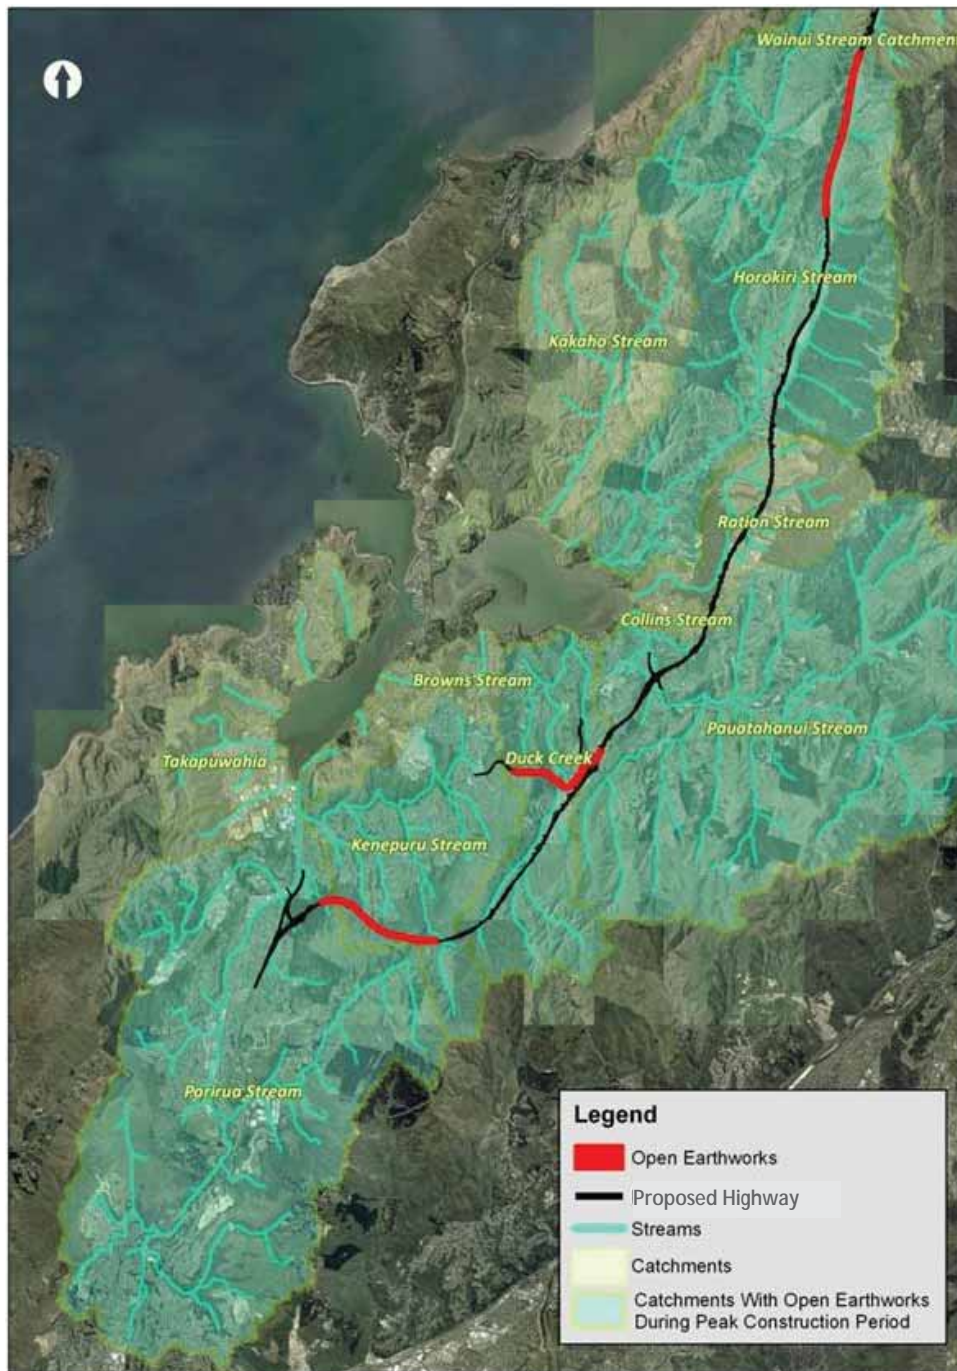 Wainui Stream Catchmen
Horokiri Stream
Kakaho Stream
Ration Stream
Collins Stream
Browns Stream
Pauatahanui Stream
Duck Creek
Takapuwahia
Kenepuru Stream
Porirua Stream
Legend
Open Earthworks
Proposed Highway
Streams
Catchments
Catchments With Open Earthworks
During Peak Construction Period